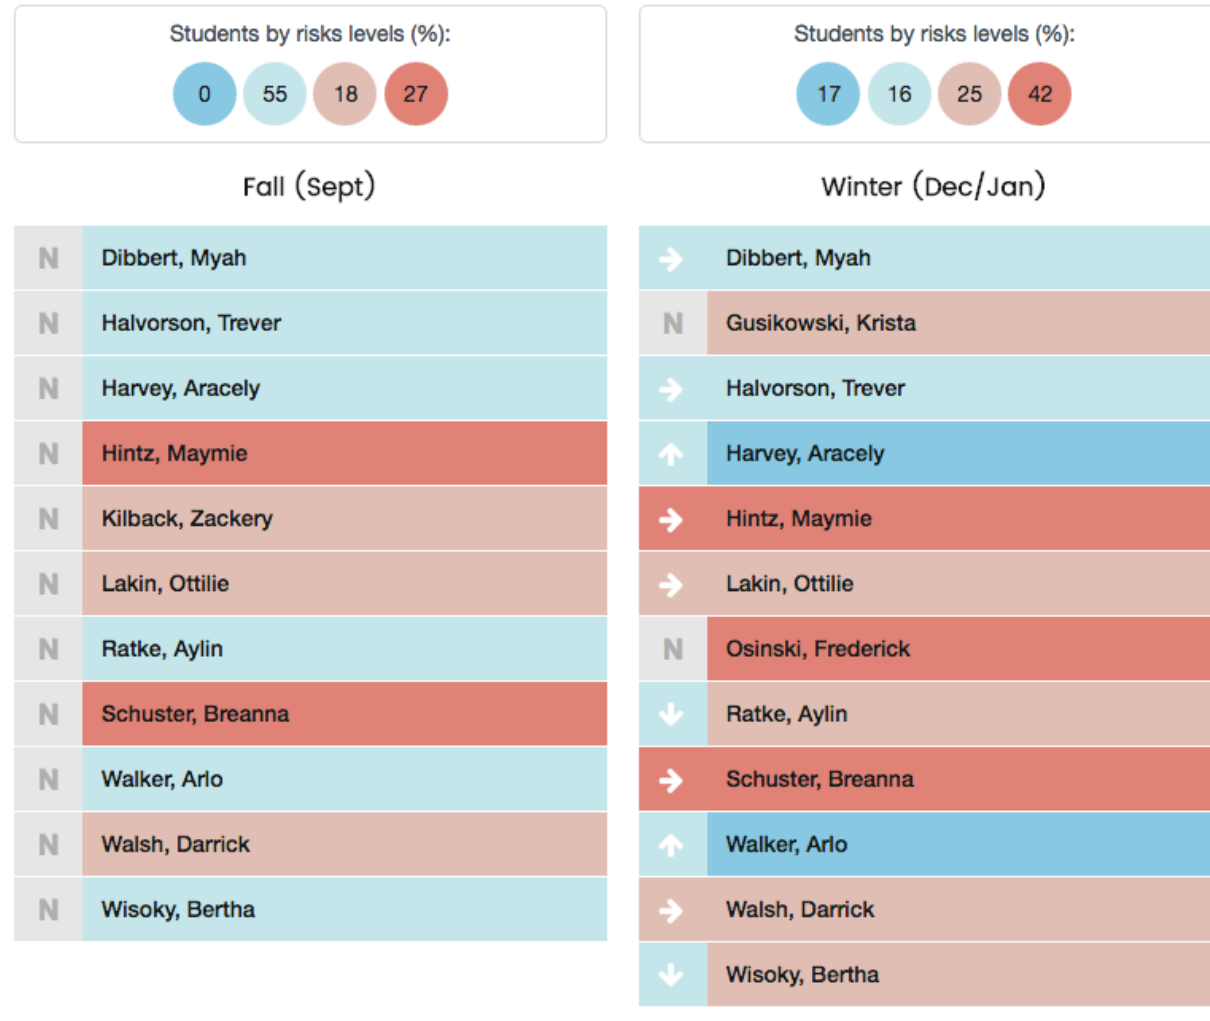 Students by risks levels (%):
0 55 18 27
Fall (Sept)
N Dibbert, Myah
N Halvorson, Trever
N Harvey, Aracely
N Hintz, Maymie
N Kilback, Zackery
N Lakin, Ottilie
N Ratke, Aylin
N Schuster, Breanna
N Walker, Arlo
N Walsh, Darrick
N Wisoky, Bertha
Students by risks levels (%):
17 16 25 42
Winter (Dec/Jan)
Dibbert, Myah
N Gusikowski, Krista
Halvorson, Trever
Harvey, Aracely
Hintz, Maymie
Lakin, Ottilie
N Osinski, Frederick
Ratke, Aylin
Schuster, Breanna
Walker, Arlo
Walsh, Darrick
Wisoky, Bertha